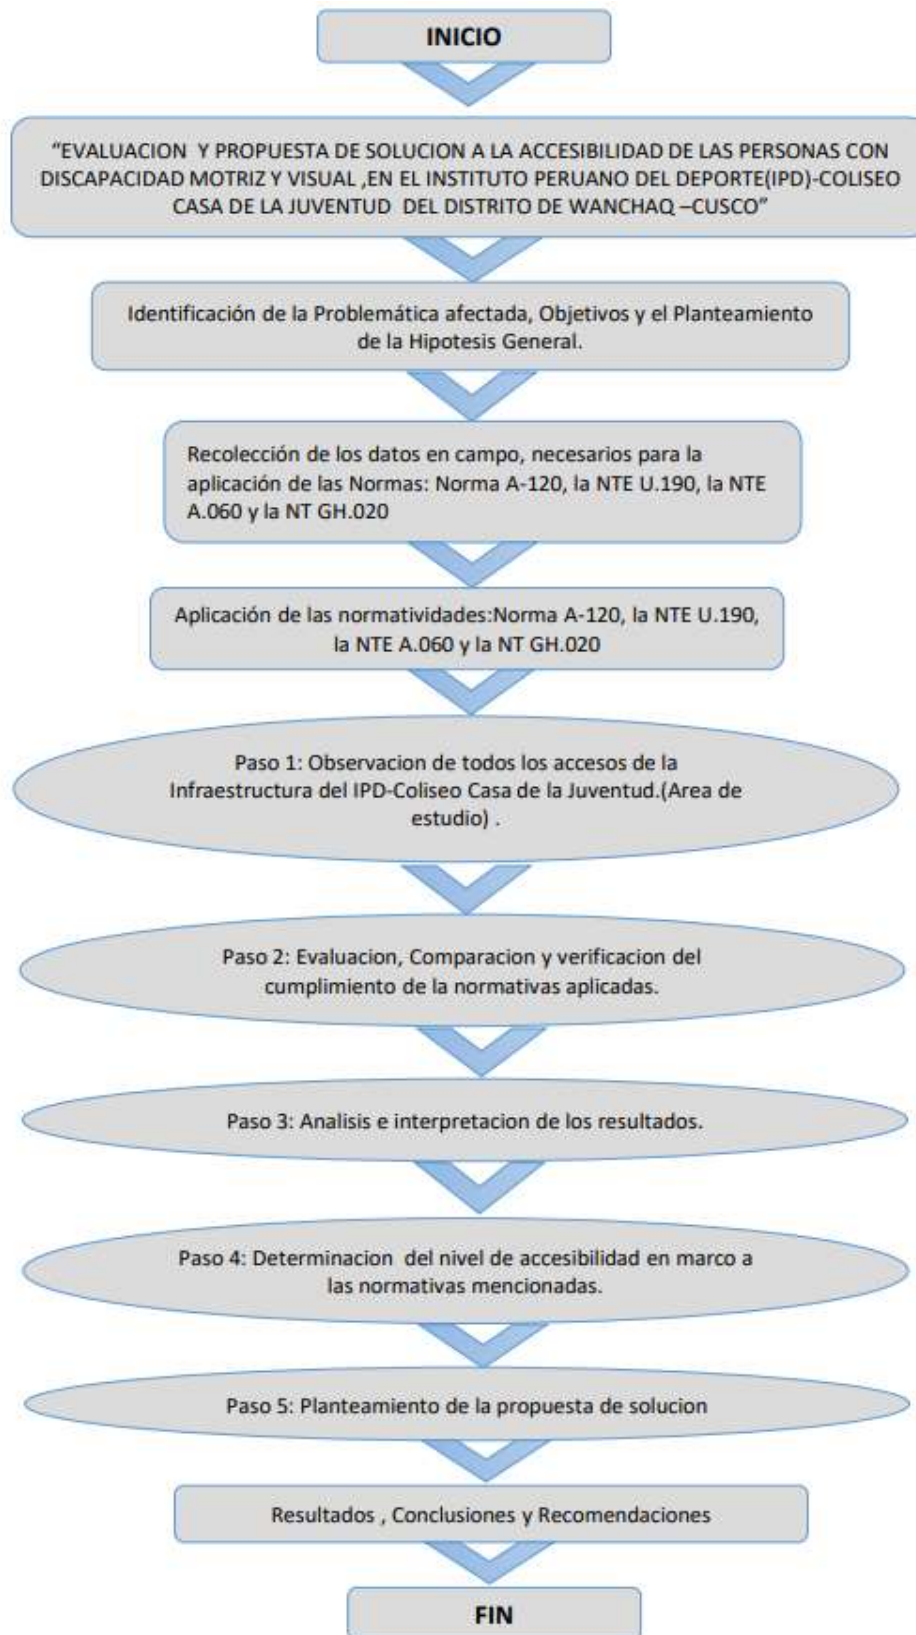 INICIO
“EVALUACION Y PROPUESTA DE SOLUCION A LA ACCESIBILIDAD DE LAS PERSONAS CON
DISCAPACIDAD MOTRIZ Y VISUAL ,EN EL INSTITUTO PERUANO DEL DEPORTE(IPD)-COLISEO
CASA DE LA JUVENTUD DEL DISTRITO DE WANCHAQ –CUSCO”
Identificación de la Problemática afectada, Objetivos y el Planteamiento
de la Hipotesis General.
Recolección de los datos en campo, necesarios para la
aplicación de las Normas: Norma A-120, la NTE U.190, la NTE
A.060 y la NT GH.020
Aplicación de las normatividades:Norma A-120, la NTE U.190,
la NTE A.060 y la NT GH.020
Paso 1: Observacion de todos los accesos de la
Infraestructura del IPD-Coliseo Casa de la Juventud.(Area de
estudio) .
Paso 2: Evaluacion, Comparacion y verificacion del
cumplimiento de la normativas aplicadas.
Paso 3: Analisis e interpretacion de los resultados.
Paso 4: Determinacion del nivel de accesibilidad en marco a
las normativas mencionadas.
Paso 5: Planteamiento de la propuesta de solucion
Resultados , Conclusiones y Recomendaciones
FIN